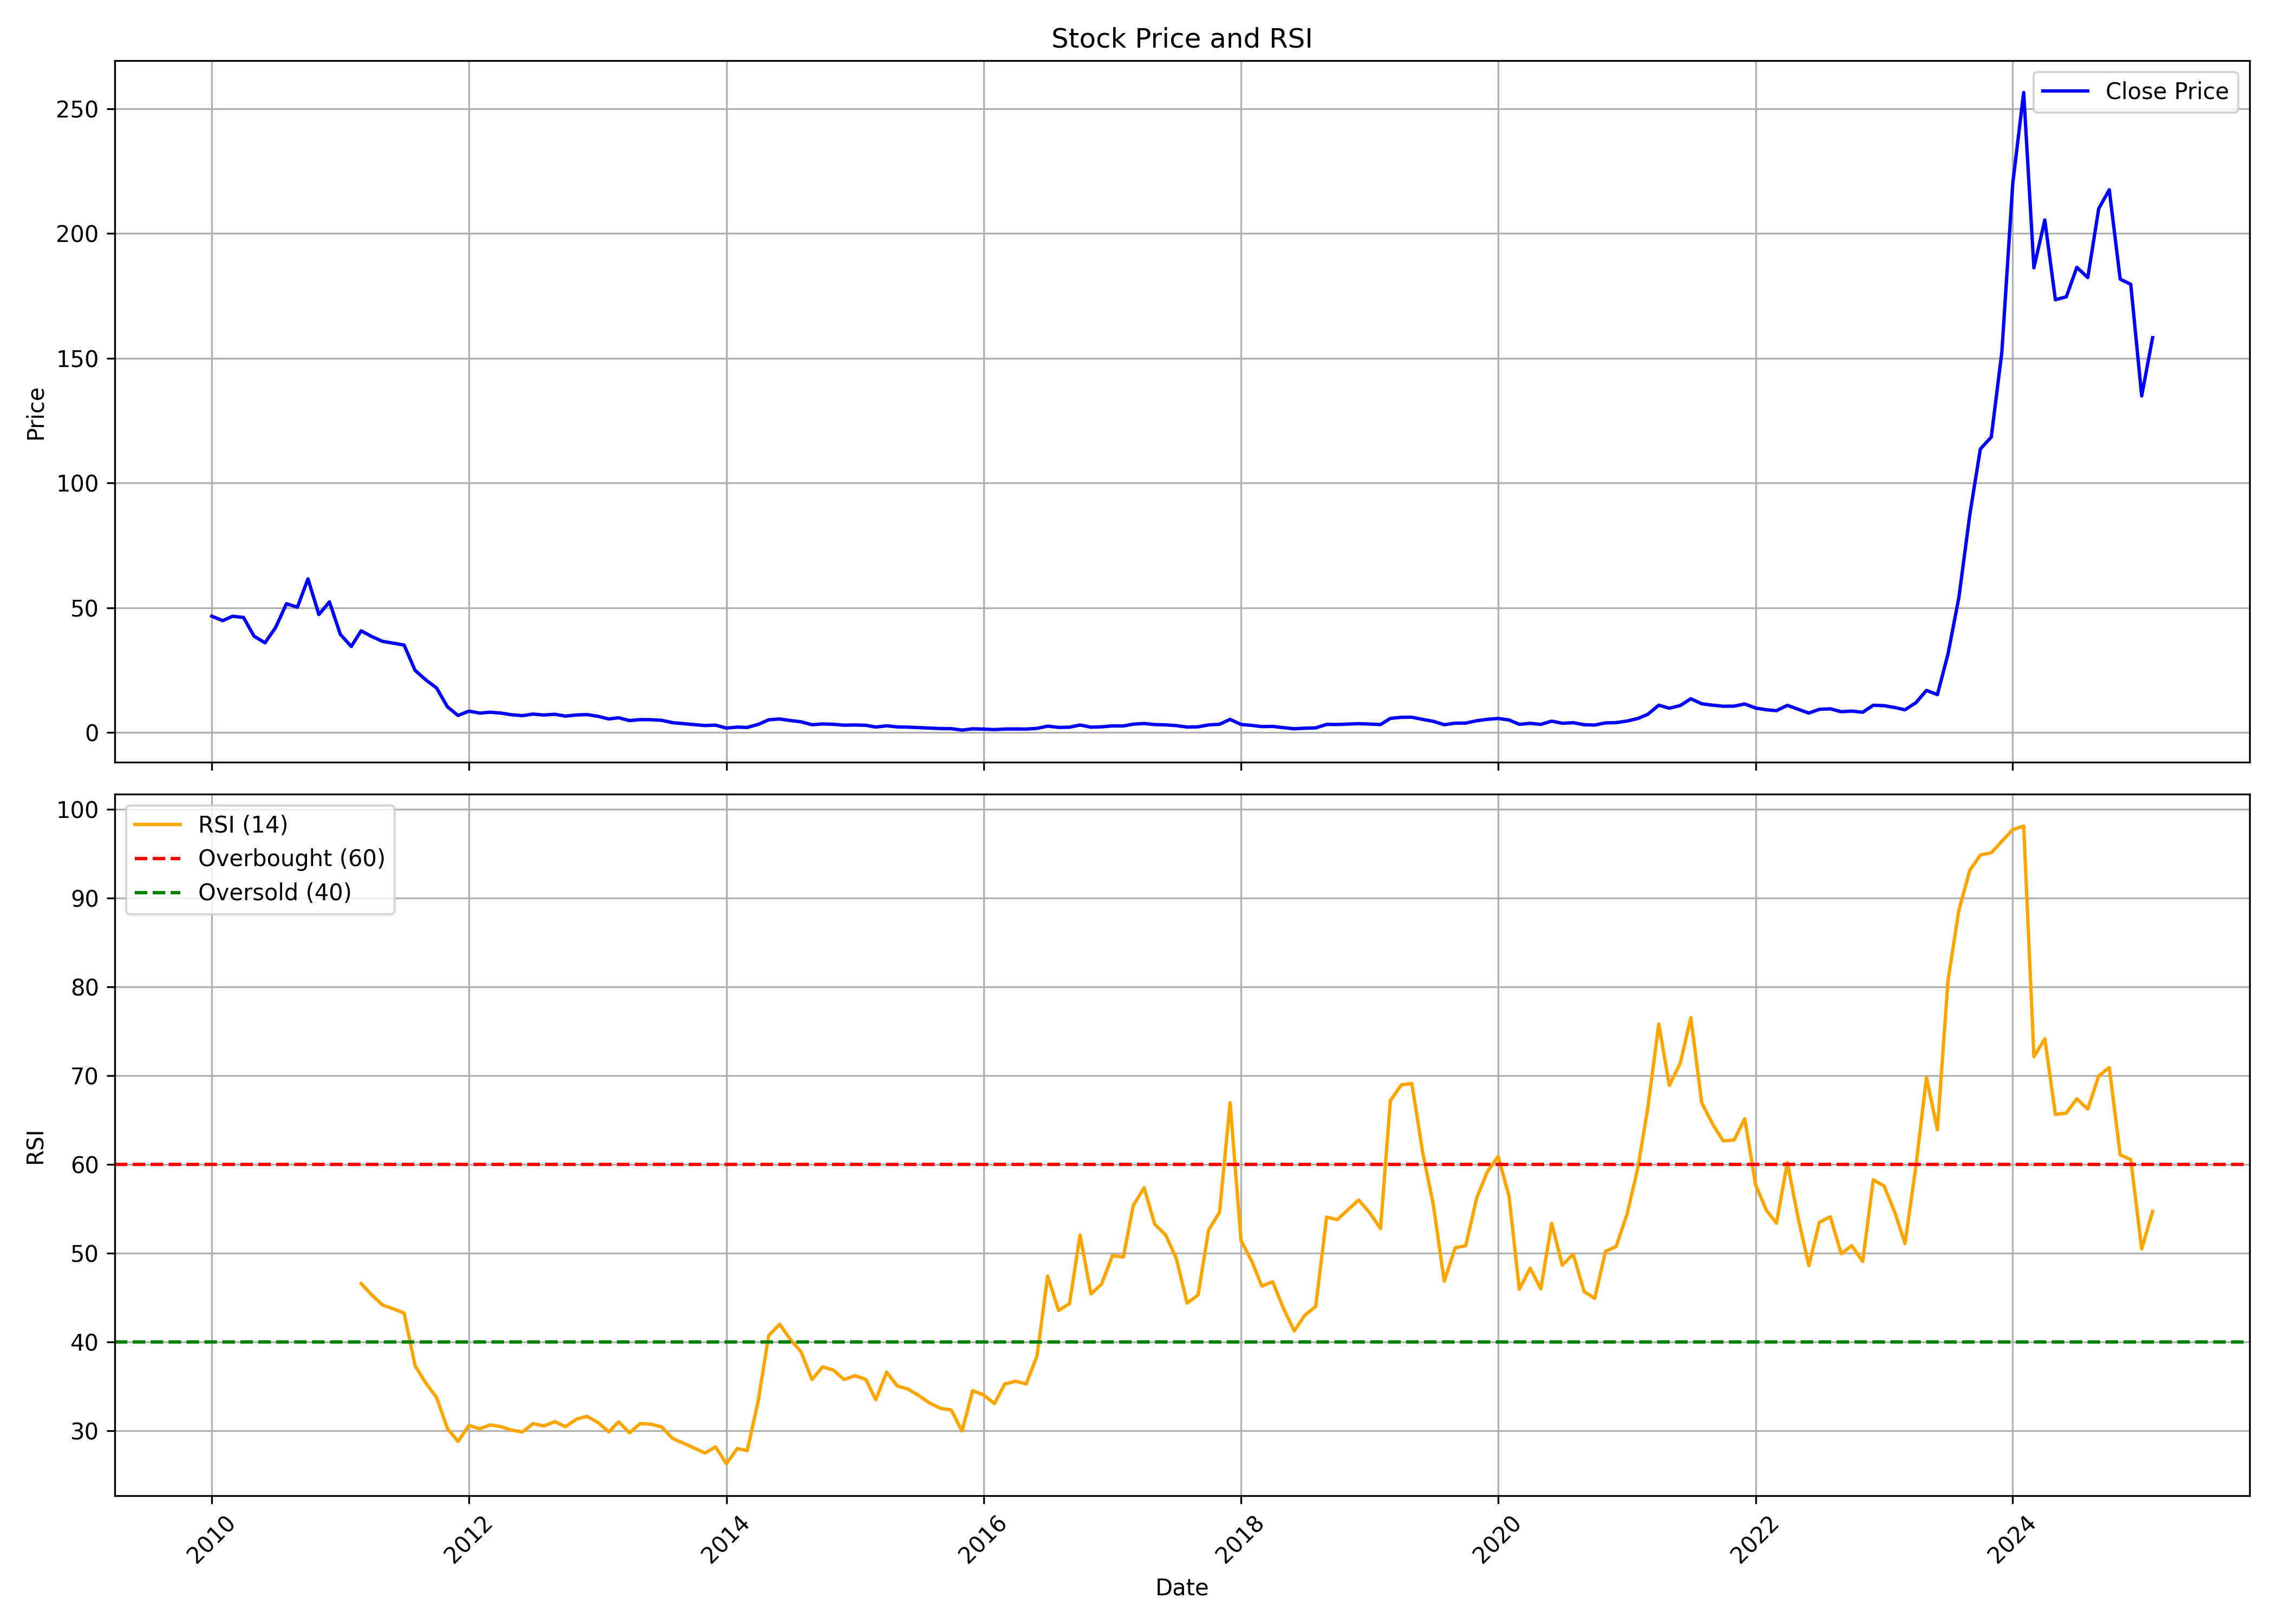 Stock Price and RSI
Close Price
250
200
150
100
50
0
Price
RSI (14)
Overbought (60)
Oversold (40)
100
90
80
70
60
50
40
30
RSI
2010 2012 2014 2016 2018 2020 2022 2024
Date